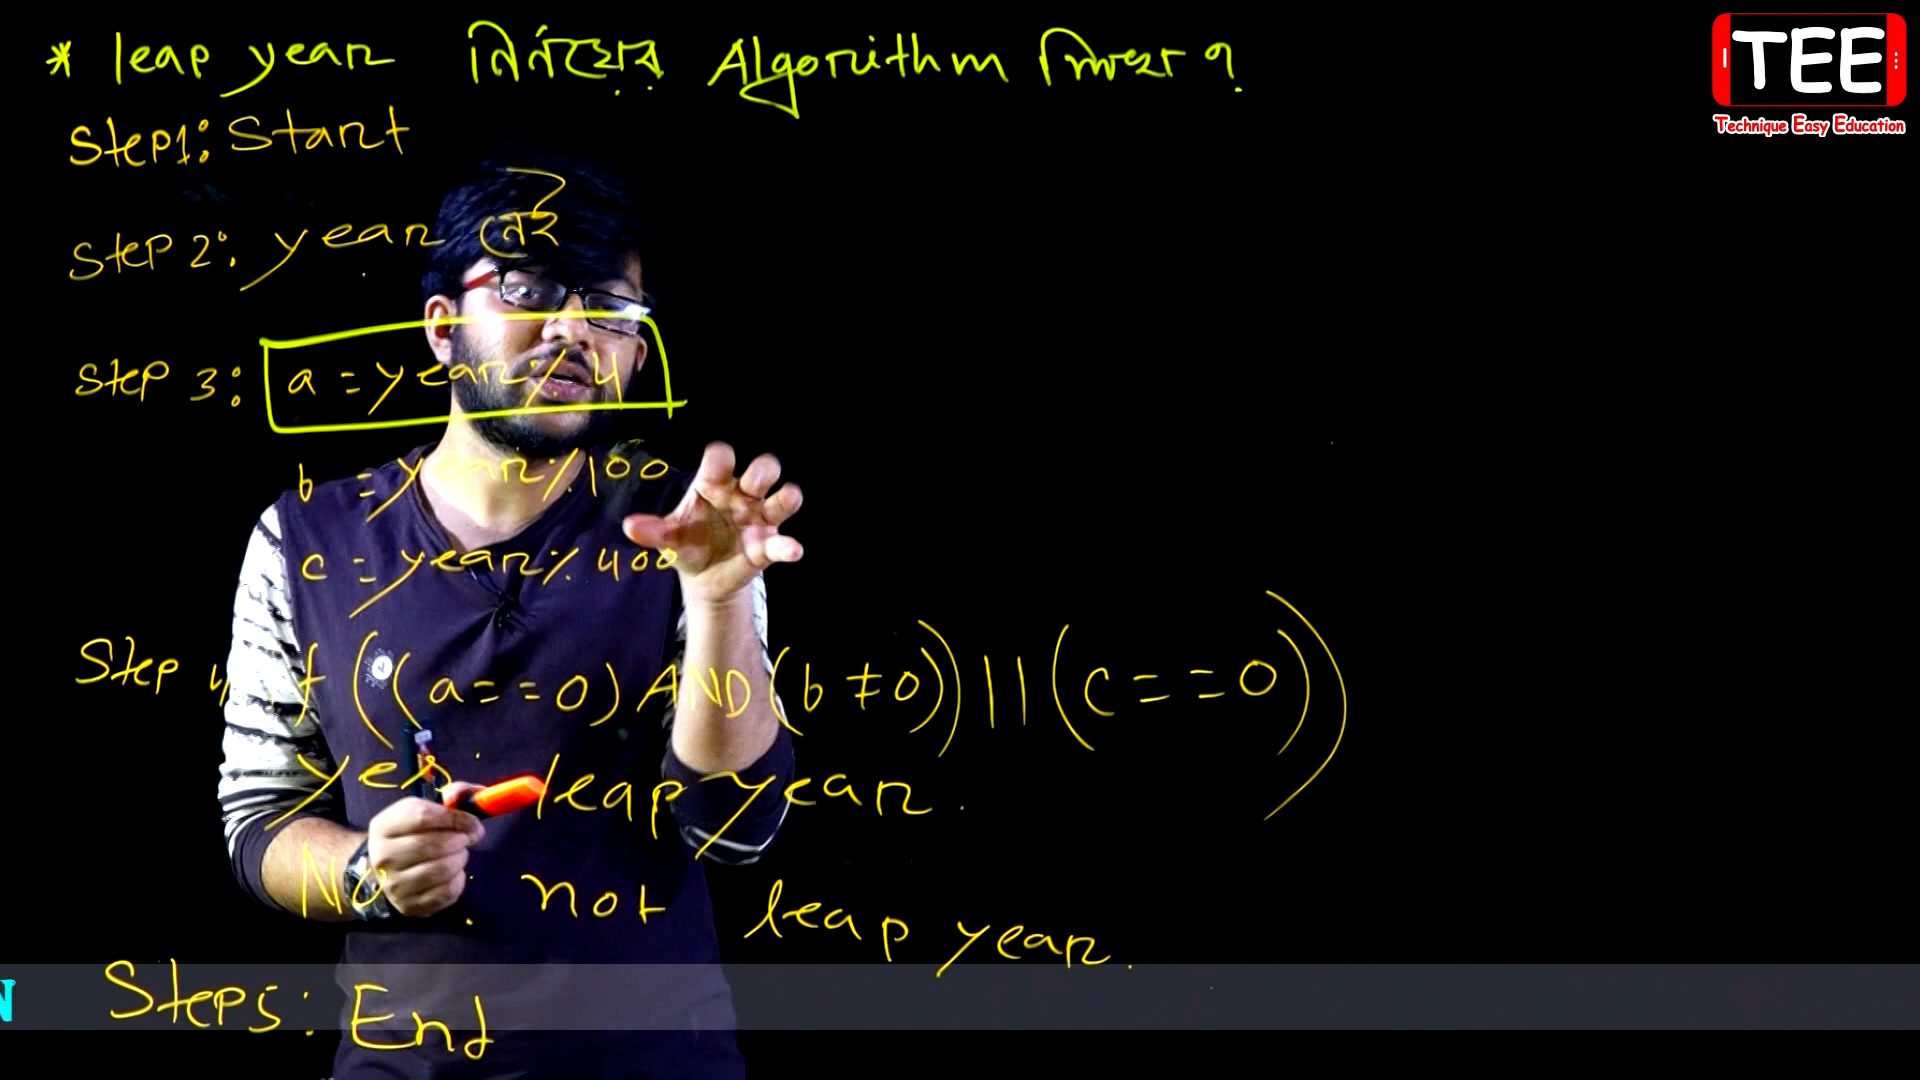 * leap year নির্ণয়ের Algorithm লিখ?
TEE
Technique Easy Education
Step1: Start
Step 2: year নেই
Step 3: a = year % 4
b = year % 100
c = year % 400
Step 4: if ((a==0) AND (b ≠ 0)) || (c==0))
yes: leap year.
No: not leap year.
Step5: End
N